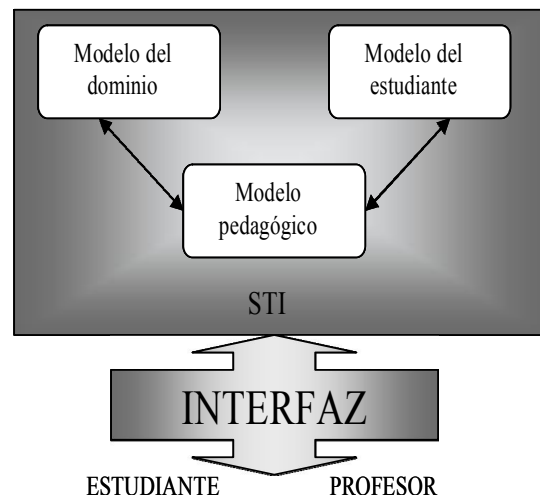 Modelo del
dominio
Modelo del
estudiante
Modelo
pedagógico
STI
INTERFAZ
ESTUDIANTE PROFESOR